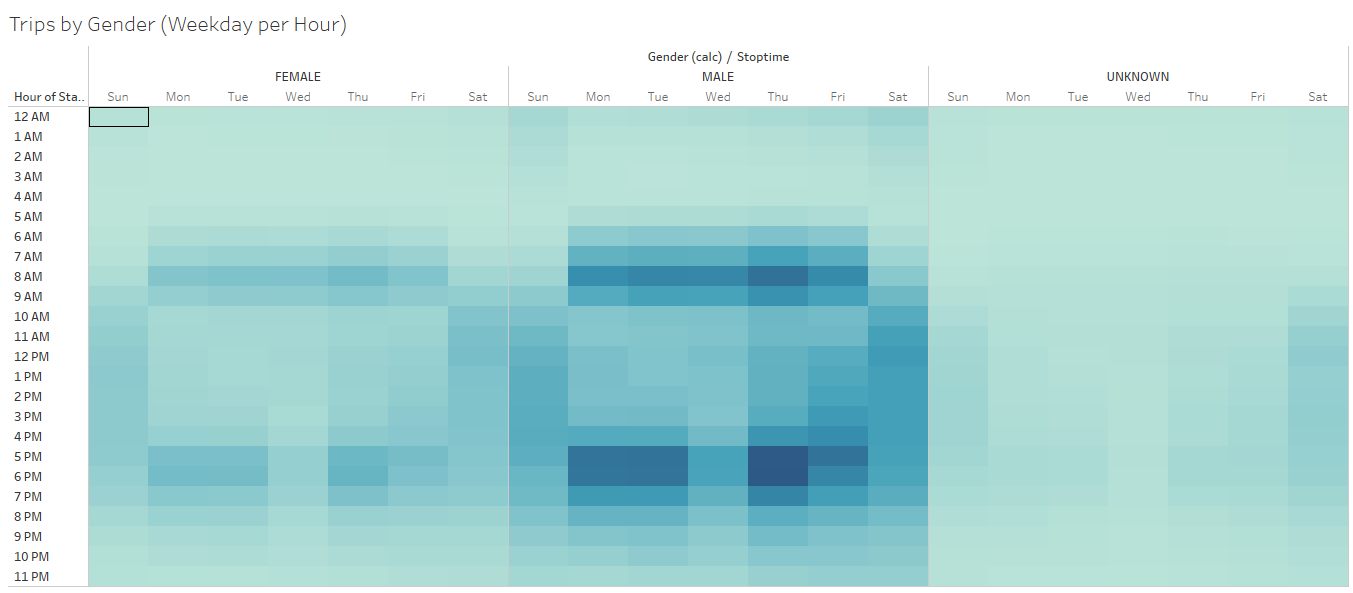 Trips by Gender (Weekday per Hour)
Gender (calc) / Stoptime
FEMALE MALE UNKNOWN
Hour of Sta.. Sun Mon Tue Wed Thu Fri Sat Sun Mon Tue Wed Thu Fri Sat Sun Mon Tue Wed Thu Fri Sat
12 AM
1 AM
2 AM
3 AM
4 AM
5 AM
6 AM
7 AM
8 AM
9 AM
10 AM
11 AM
12 PM
1 PM
2 PM
3 PM
4 PM
5 PM
6 PM
7 PM
8 PM
9 PM
10 PM
11 PM